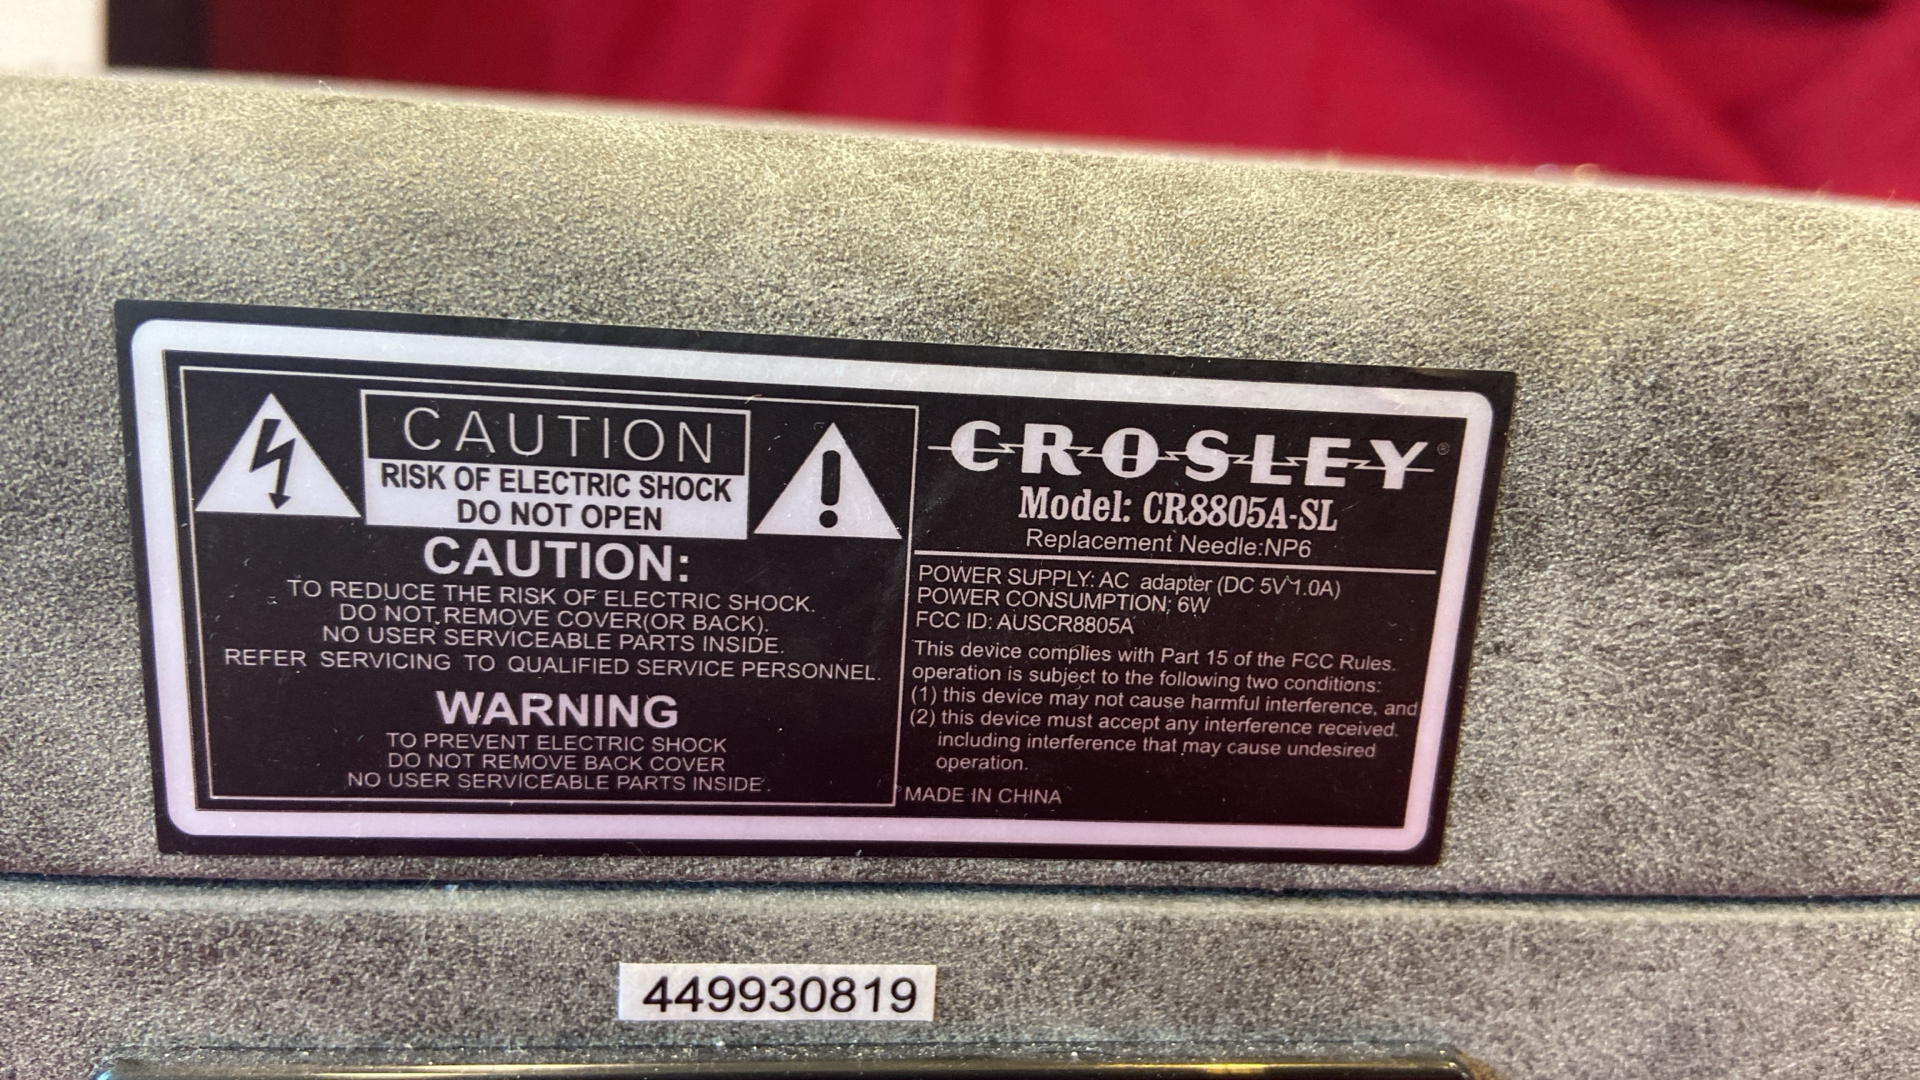 CAUTION
RISK OF ELECTRIC SHOCK
DO NOT OPEN
CAUTION:
TO REDUCE THE RISK OF ELECTRIC SHOCK.
DO NOT REMOVE COVER(OR BACK).
NO USER SERVICEABLE PARTS INSIDE.
REFER SERVICING TO QUALIFIED SERVICE PERSONNEL.
WARNING
TO PREVENT ELECTRIC SHOCK
DO NOT REMOVE BACK COVER
NO USER SERVICEABLE PARTS INSIDE.
CROSLEY®
Model: CR8805A-SL
Replacement Needle:NP6
POWER SUPPLY: AC adapter (DC 5V 1.0A)
POWER CONSUMPTION; 6W
FCC ID: AUSCR8805A
This device complies with Part 15 of the FCC Rules.
operation is subject to the following two conditions:
(1) this device may not cause harmful interference, and
(2) this device must accept any interference received.
including interference that may cause undesired
operation.
MADE IN CHINA
449930819